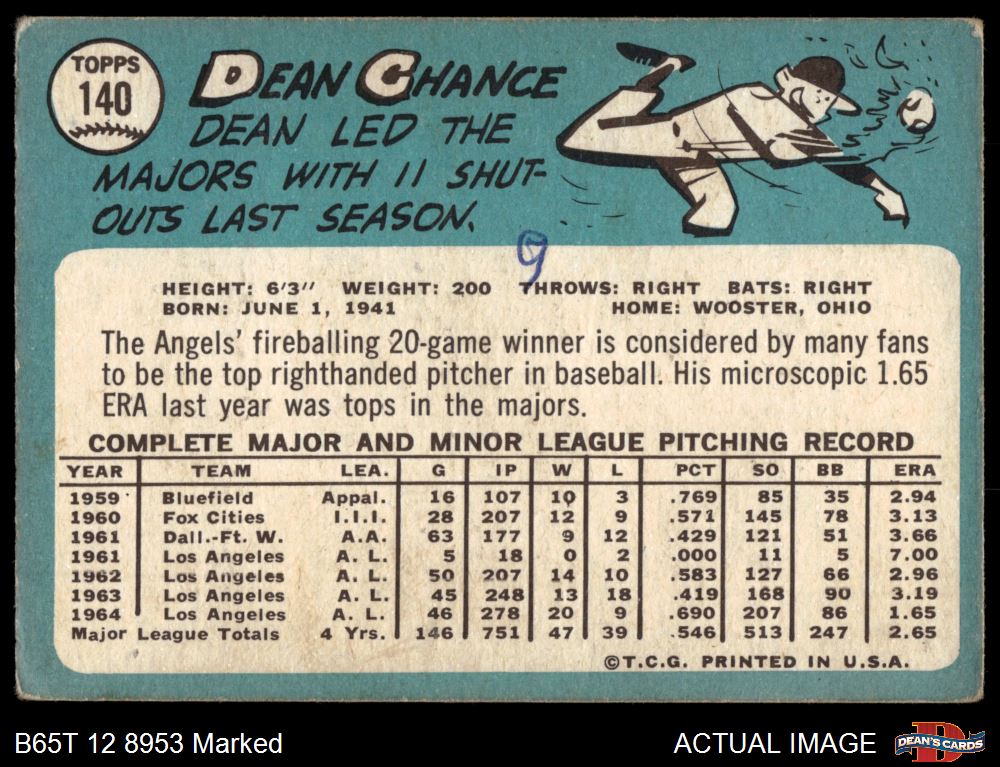 TOPPS
140
DEAN CHANCE
DEAN LED THE
MAJORS WITH 11 SHUT-
OUTS LAST SEASON.
9
HEIGHT: 6'3" WEIGHT: 200 THROWS: RIGHT BATS: RIGHT
BORN: JUNE 1, 1941 HOME: WOOSTER, OHIO
The Angels' fireballing 20-game winner is considered by many fans
to be the top righthanded pitcher in baseball. His microscopic 1.65
ERA last year was tops in the majors.
COMPLETE MAJOR AND MINOR LEAGUE PITCHING RECORD
YEAR TEAM LEA. G IP W L PCT SO BB ERA
1959 Bluefield Appal. 16 107 10 3 .769 85 35 2.94
1960 Fox Cities I.I.I. 28 207 12 9 .571 145 78 3.13
1961 Dall.-Ft. W. A.A. 63 177 9 12 .429 121 51 3.66
1961 Los Angeles A. L. 5 18 0 2 .000 11 5 7.00
1962 Los Angeles A. L. 50 207 14 10 .583 127 66 2.96
1963 Los Angeles A. L. 45 248 13 18 .419 168 90 3.19
1964 Los Angeles A. L. 46 278 20 9 .690 207 86 1.65
Major League Totals 4 Yrs. 146 751 47 39 .546 513 247 2.65
©T.C.G. PRINTED IN U.S.A.
B65T 12 8953 Marked
ACTUAL IMAGE
DEAN'S CARDS